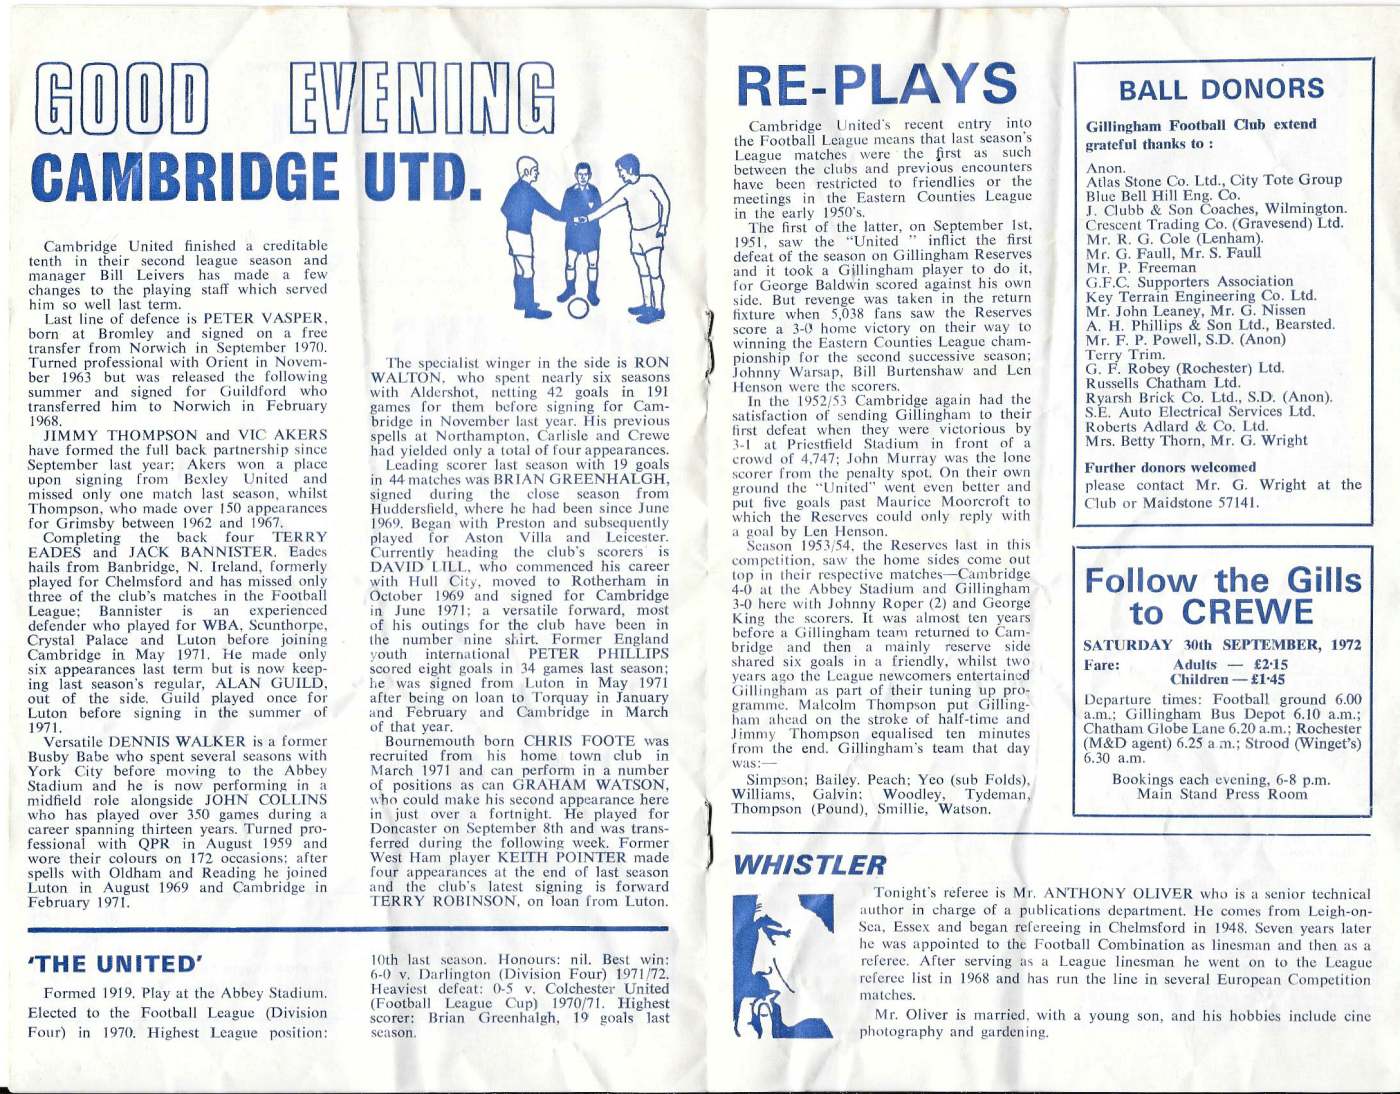 GOOD EVENING
CAMBRIDGE UTD.
Cambridge United finished a creditable
tenth in their second league season and
manager Bill Leivers has made a few
changes to the playing staff which served
him so well last term.
Last line of defence is PETER VASPER,
born at Bromley and signed on a free
transfer from Norwich in September 1970.
Turned professional with Orient in Novem-
ber 1963 but was released the following
summer and signed for Guildford who
transferred him to Norwich in February
1968.
JIMMY THOMPSON and VIC AKERS
have formed the full back partnership since
September last year; Akers won a place
upon signing from Bexley United and
missed only one match last season, whilst
Thompson, who made over 150 appearances
for Grimsby between 1962 and 1967.
Completing the back four TERRY
EADES and JACK BANNISTER. Eades
hails from Banbridge, N. Ireland, formerly
played for Chelmsford and has missed only
three of the club's matches in the Football
League; Bannister is an experienced
defender who played for WBA, Scunthorpe,
Crystal Palace and Luton before joining
Cambridge in May 1971. He made only
six appearances last term but is now keep-
ing last season's regular, ALAN GUILD,
out of the side. Guild played once for
Luton before signing in the summer of
1971.
Versatile DENNIS WALKER is a former
Busby Babe who spent several seasons with
York City before moving to the Abbey
Stadium and he is now performing in a
midfield role alongside JOHN COLLINS
who has played over 350 games during a
career spanning thirteen years. Turned pro-
fessional with QPR in August 1959 and
wore their colours on 172 occasions; after
spells with Oldham and Reading he joined
Luton in August 1969 and Cambridge in
February 1971.
The specialist winger in the side is RON
WALTON, who spent nearly six seasons
with Aldershot, netting 42 goals in 191
games for them before signing for Cam-
bridge in November last year. His previous
spells at Northampton, Carlisle and Crewe
had yielded only a total of four appearances.
Leading scorer last season with 19 goals
in 44 matches was BRIAN GREENHALGH,
signed during the close season from
Huddersfield, where he had been since June
1969. Began with Preston and subsequently
played for Aston Villa and Leicester.
Currently heading the club's scorers is
DAVID LILL, who commenced his career
with Hull City, moved to Rotherham in
October 1969 and signed for Cambridge
in June 1971; a versatile forward, most
of his outings for the club have been in
the number nine shirt. Former England
youth international PETER PHILLIPS
scored eight goals in 34 games last season;
he was signed from Luton in May 1971
after being on loan to Torquay in January
and February and Cambridge in March
of that year.
Bournemouth born CHRIS FOOTE was
recruited from his home town club in
March 1971 and can perform in a number
of positions as can GRAHAM WATSON,
who could make his second appearance here
in just over a fortnight. He played for
Doncaster on September 8th and was trans-
ferred during the following week. Former
West Ham player KEITH POINTER made
four appearances at the end of last season
and the club's latest signing is forward
TERRY ROBINSON, on loan from Luton.
'THE UNITED'
Formed 1919. Play at the Abbey Stadium.
Elected to the Football League (Division
Four) in 1970. Highest League position:
10th last season. Honours: nil. Best win:
6-0 v. Darlington (Division Four) 1971/72.
Heaviest defeat: 0-5 v. Colchester United
(Football League Cup) 1970/71. Highest
scorer: Brian Greenhalgh, 19 goals last
season.
RE-PLAYS
Cambridge United's recent entry into
the Football League means that last season's
League matches were the first as such
between the clubs and previous encounters
have been restricted to friendlies or the
meetings in the Eastern Counties League
in the early 1950's.
The first of the latter, on September 1st,
1951, saw the "United " inflict the first
defeat of the season on Gillingham Reserves
and it took a Gillingham player to do it,
for George Baldwin scored against his own
side. But revenge was taken in the return
fixture when 5,038 fans saw the Reserves
score a 3-0 home victory on their way to
winning the Eastern Counties League cham-
pionship for the second successive season;
Johnny Warsap, Bill Burtenshaw and Len
Henson were the scorers.
In the 1952/53 Cambridge again had the
satisfaction of sending Gillingham to their
first defeat when they were victorious by
3-1 at Priestfield Stadium in front of a
crowd of 4,747; John Murray was the lone
scorer from the penalty spot. On their own
ground the "United" went even better and
put five goals past Maurice Moorcroft to
which the Reserves could only reply with
a goal by Len Henson.
Season 1953/54, the Reserves last in this
competition, saw the home sides come out
top in their respective matches—Cambridge
4-0 at the Abbey Stadium and Gillingham
3-0 here with Johnny Roper (2) and George
King the scorers. It was almost ten years
before a Gillingham team returned to Cam-
bridge and then a mainly reserve side
shared six goals in a friendly, whilst two
years ago the League newcomers entertained
Gillingham as part of their tuning up pro-
gramme. Malcolm Thompson put Gilling-
ham ahead on the stroke of half-time and
Jimmy Thompson equalised ten minutes
from the end. Gillingham's team that day
was:—
Simpson; Bailey. Peach; Yeo (sub Folds),
Williams, Galvin; Woodley, Tydeman,
Thompson (Pound), Smillie, Watson.
BALL DONORS
Gillingham Football Club extend
grateful thanks to :
Anon.
Atlas Stone Co. Ltd., City Tote Group
Blue Bell Hill Eng. Co.
J. Clubb & Son Coaches, Wilmington.
Crescent Trading Co. (Gravesend) Ltd.
Mr. R. G. Cole (Lenham).
Mr. G. Faull, Mr. S. Faull
Mr. P. Freeman
G.F.C. Supporters Association
Key Terrain Engineering Co. Ltd.
Mr. John Leaney, Mr. G. Nissen
A. H. Phillips & Son Ltd., Bearsted.
Mr. F. P. Powell, S.D. (Anon)
Terry Trim.
G. F. Robey (Rochester) Ltd.
Russells Chatham Ltd.
Ryarsh Brick Co. Ltd., S.D. (Anon).
S.E. Auto Electrical Services Ltd.
Roberts Adlard & Co. Ltd.
Mrs. Betty Thorn, Mr. G. Wright
Further donors welcomed
please contact Mr. G. Wright at the
Club or Maidstone 57141.
Follow the Gills
to CREWE
SATURDAY 30th SEPTEMBER, 1972
Fare: Adults — £2·15
Children — £1·45
Departure times: Football ground 6.00
a.m.; Gillingham Bus Depot 6.10 a.m.;
Chatham Globe Lane 6.20 a.m.; Rochester
(M&D agent) 6.25 a.m.; Strood (Winget's)
6.30 a.m.
Bookings each evening, 6-8 p.m.
Main Stand Press Room
WHISTLER
Tonight's referee is Mr. ANTHONY OLIVER who is a senior technical
author in charge of a publications department. He comes from Leigh-on-
Sea, Essex and began refereeing in Chelmsford in 1948. Seven years later
he was appointed to the Football Combination as linesman and then as a
referee. After serving as a League linesman he went on to the League
referee list in 1968 and has run the line in several European Competition
matches.
Mr. Oliver is married, with a young son, and his hobbies include cine
photography and gardening.